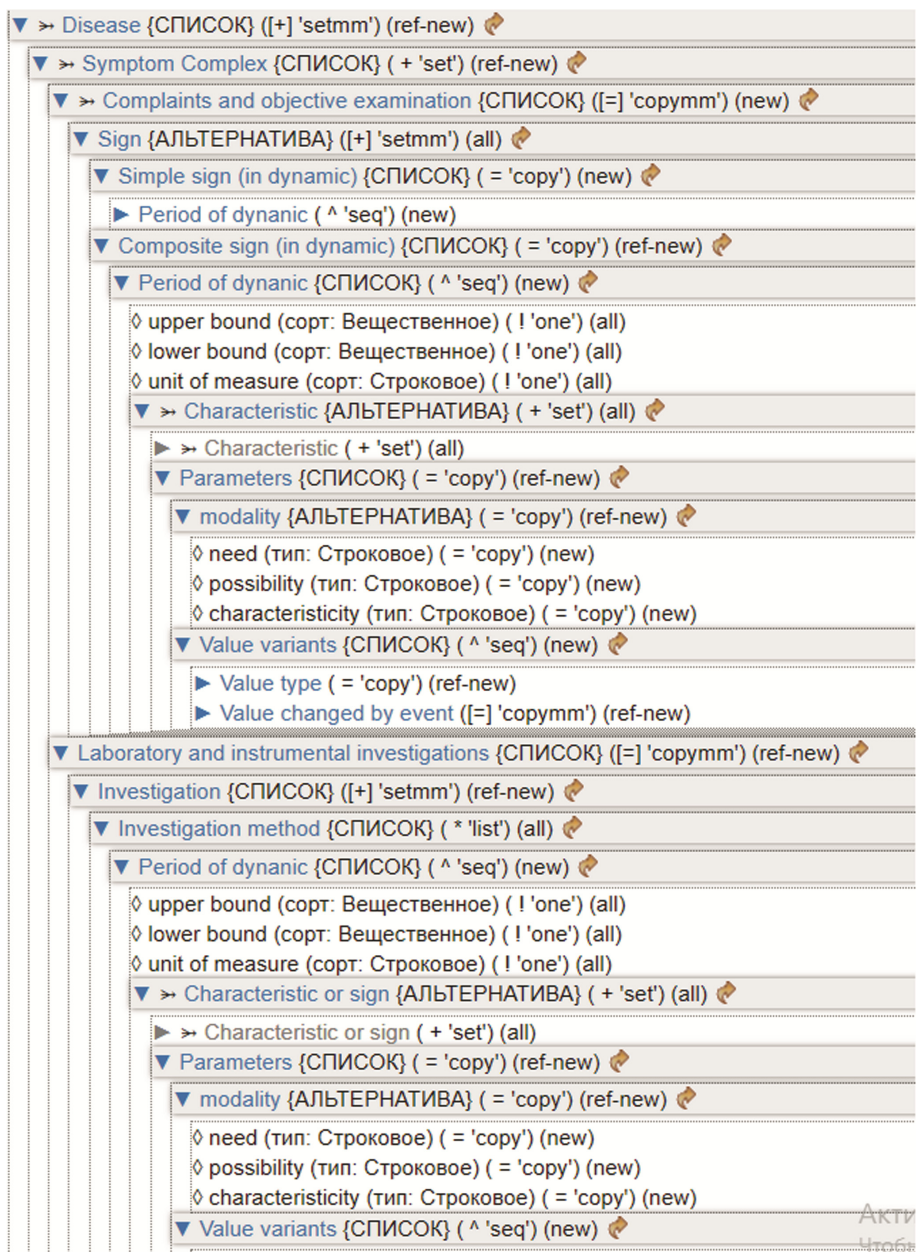 ▼ ➳ Disease {СПИСОК} ([+] 'setmm') (ref-new)
▼ ➳ Symptom Complex {СПИСОК} ( + 'set') (ref-new)
▼ ➳ Complaints and objective examination {СПИСОК} ([=] 'copymm') (new)
▼ Sign {АЛЬТЕРНАТИВА} ([+] 'setmm') (all)
▼ Simple sign (in dynamic) {СПИСОК} ( = 'copy') (new)
▶ Period of dynanic ( ^ 'seq') (new)
▼ Composite sign (in dynamic) {СПИСОК} ( = 'copy') (ref-new)
▼ Period of dynanic {СПИСОК} ( ^ 'seq') (new)
◊ upper bound (сорт: Вещественное) ( ! 'one') (all)
◊ lower bound (сорт: Вещественное) ( ! 'one') (all)
◊ unit of measure (сорт: Строковое) ( ! 'one') (all)
▼ ➳ Characteristic {АЛЬТЕРНАТИВА} ( + 'set') (all)
▶ ➳ Characteristic ( + 'set') (all)
▼ Parameters {СПИСОК} ( = 'copy') (ref-new)
▼ modality {АЛЬТЕРНАТИВА} ( = 'copy') (ref-new)
◊ need (тип: Строковое) ( = 'copy') (new)
◊ possibility (тип: Строковое) ( = 'copy') (new)
◊ characteristicity (тип: Строковое) ( = 'copy') (new)
▼ Value variants {СПИСОК} ( ^ 'seq') (new)
▶ Value type ( = 'copy') (ref-new)
▶ Value changed by event ([=] 'copymm') (ref-new)
▼ Laboratory and instrumental investigations {СПИСОК} ([=] 'copymm') (ref-new)
▼ Investigation {СПИСОК} ([+] 'setmm') (ref-new)
▼ Investigation method {СПИСОК} ( * 'list') (all)
▼ Period of dynanic {СПИСОК} ( ^ 'seq') (new)
◊ upper bound (сорт: Вещественное) ( ! 'one') (all)
◊ lower bound (сорт: Вещественное) ( ! 'one') (all)
◊ unit of measure (сорт: Строковое) ( ! 'one') (all)
▼ ➳ Characteristic or sign {АЛЬТЕРНАТИВА} ( + 'set') (all)
▶ ➳ Characteristic or sign ( + 'set') (all)
▼ Parameters {СПИСОК} ( = 'copy') (ref-new)
▼ modality {АЛЬТЕРНАТИВА} ( = 'copy') (ref-new)
◊ need (тип: Строковое) ( = 'copy') (new)
◊ possibility (тип: Строковое) ( = 'copy') (new)
◊ characteristicity (тип: Строковое) ( = 'copy') (new)
▼ Value variants {СПИСОК} ( ^ 'seq') (new)